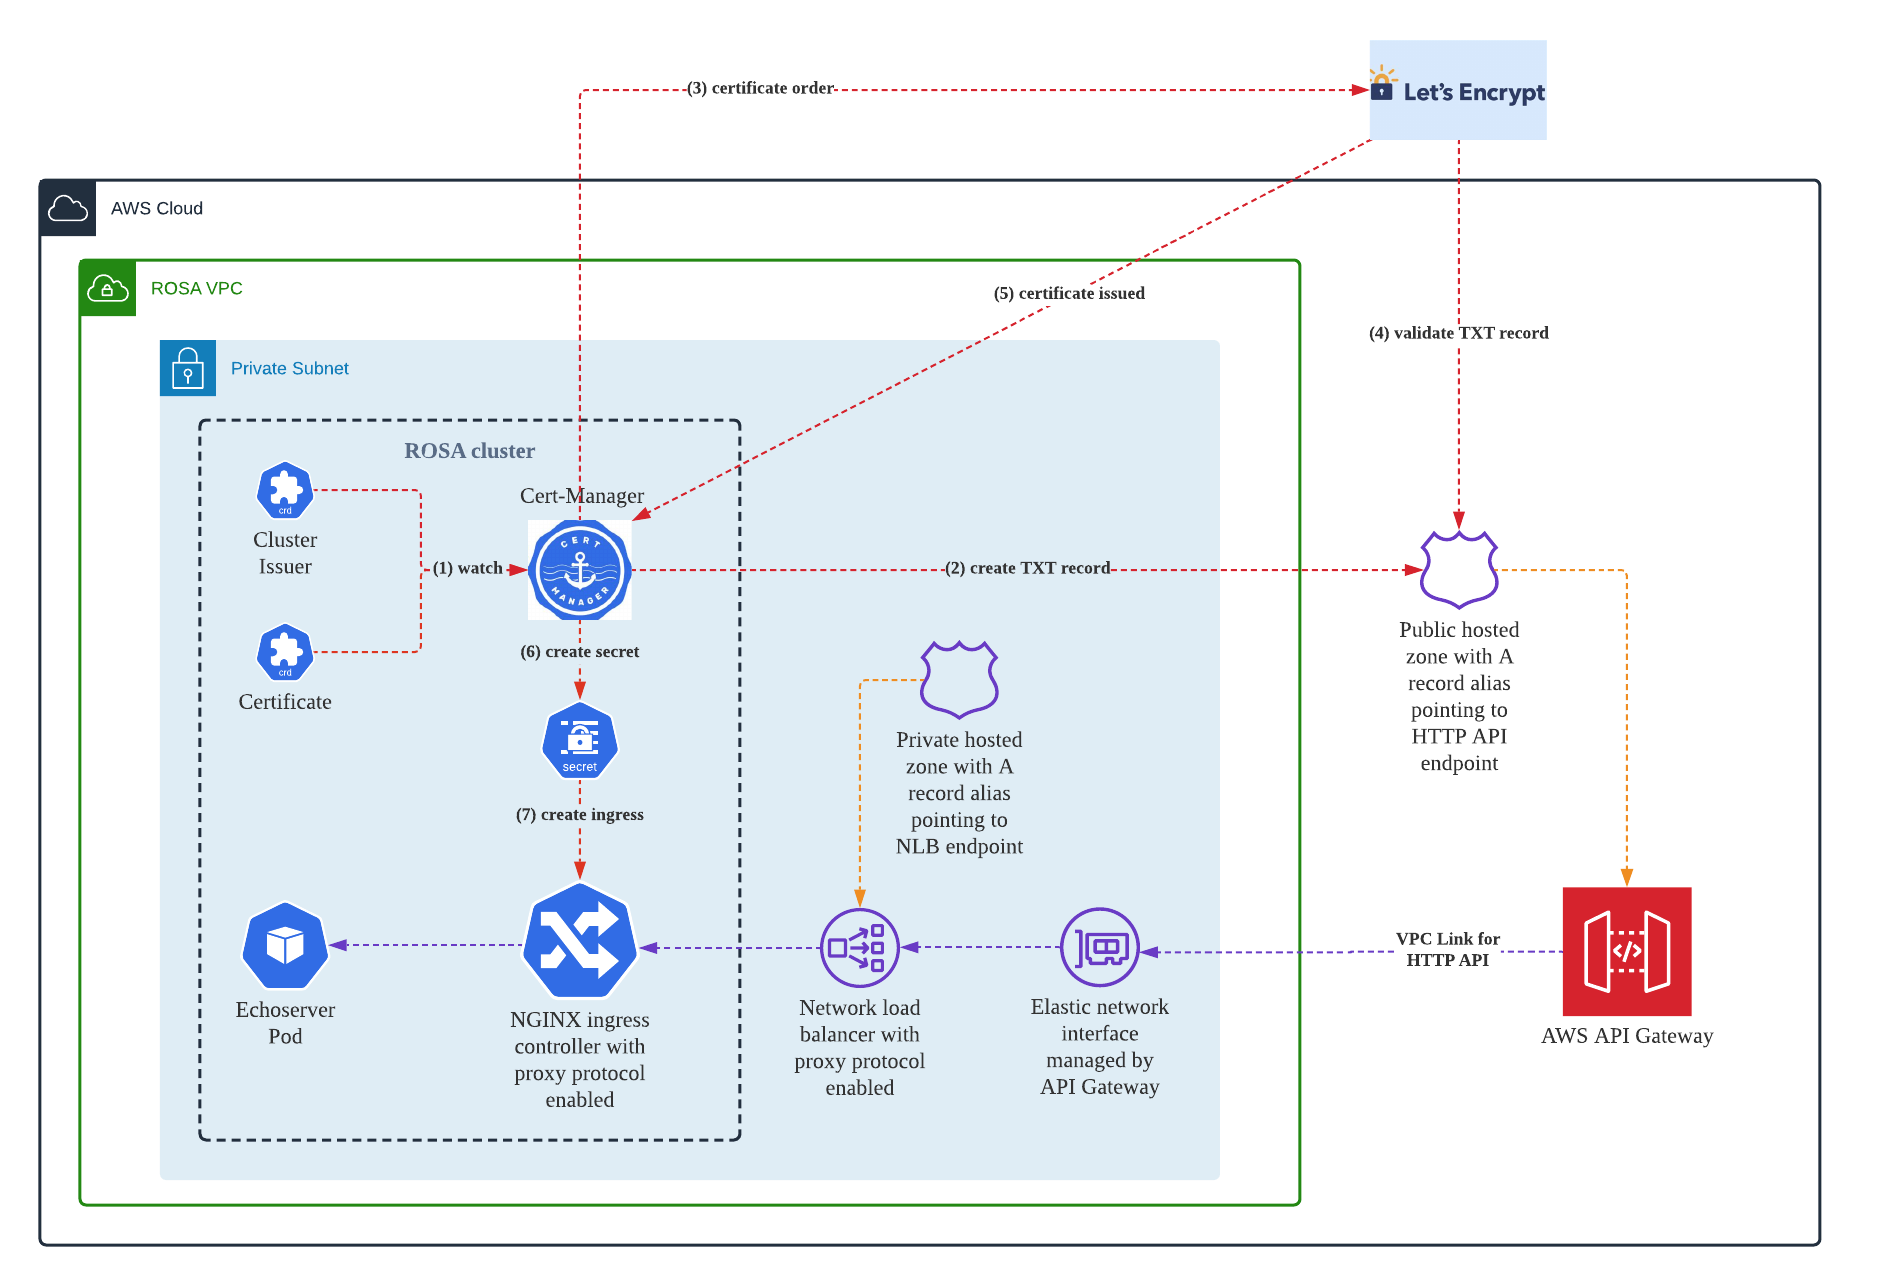 (3) certificate order
Let's Encrypt
AWS Cloud
ROSA VPC
(5) certificate issued
(4) validate TXT record
Private Subnet
ROSA cluster
crd
Cluster
Issuer
Cert-Manager
CERT
MANAGER
(1) watch
(2) create TXT record
crd
Certificate
(6) create secret
secret
(7) create ingress
Private hosted
zone with A
record alias
pointing to
NLB endpoint
Public hosted
zone with A
record alias
pointing to
HTTP API
endpoint
Echoserver
Pod
NGINX ingress
controller with
proxy protocol
enabled
Network load
balancer with
proxy protocol
enabled
Elastic network
interface
managed by
API Gateway
VPC Link for
HTTP API
</>
AWS API Gateway